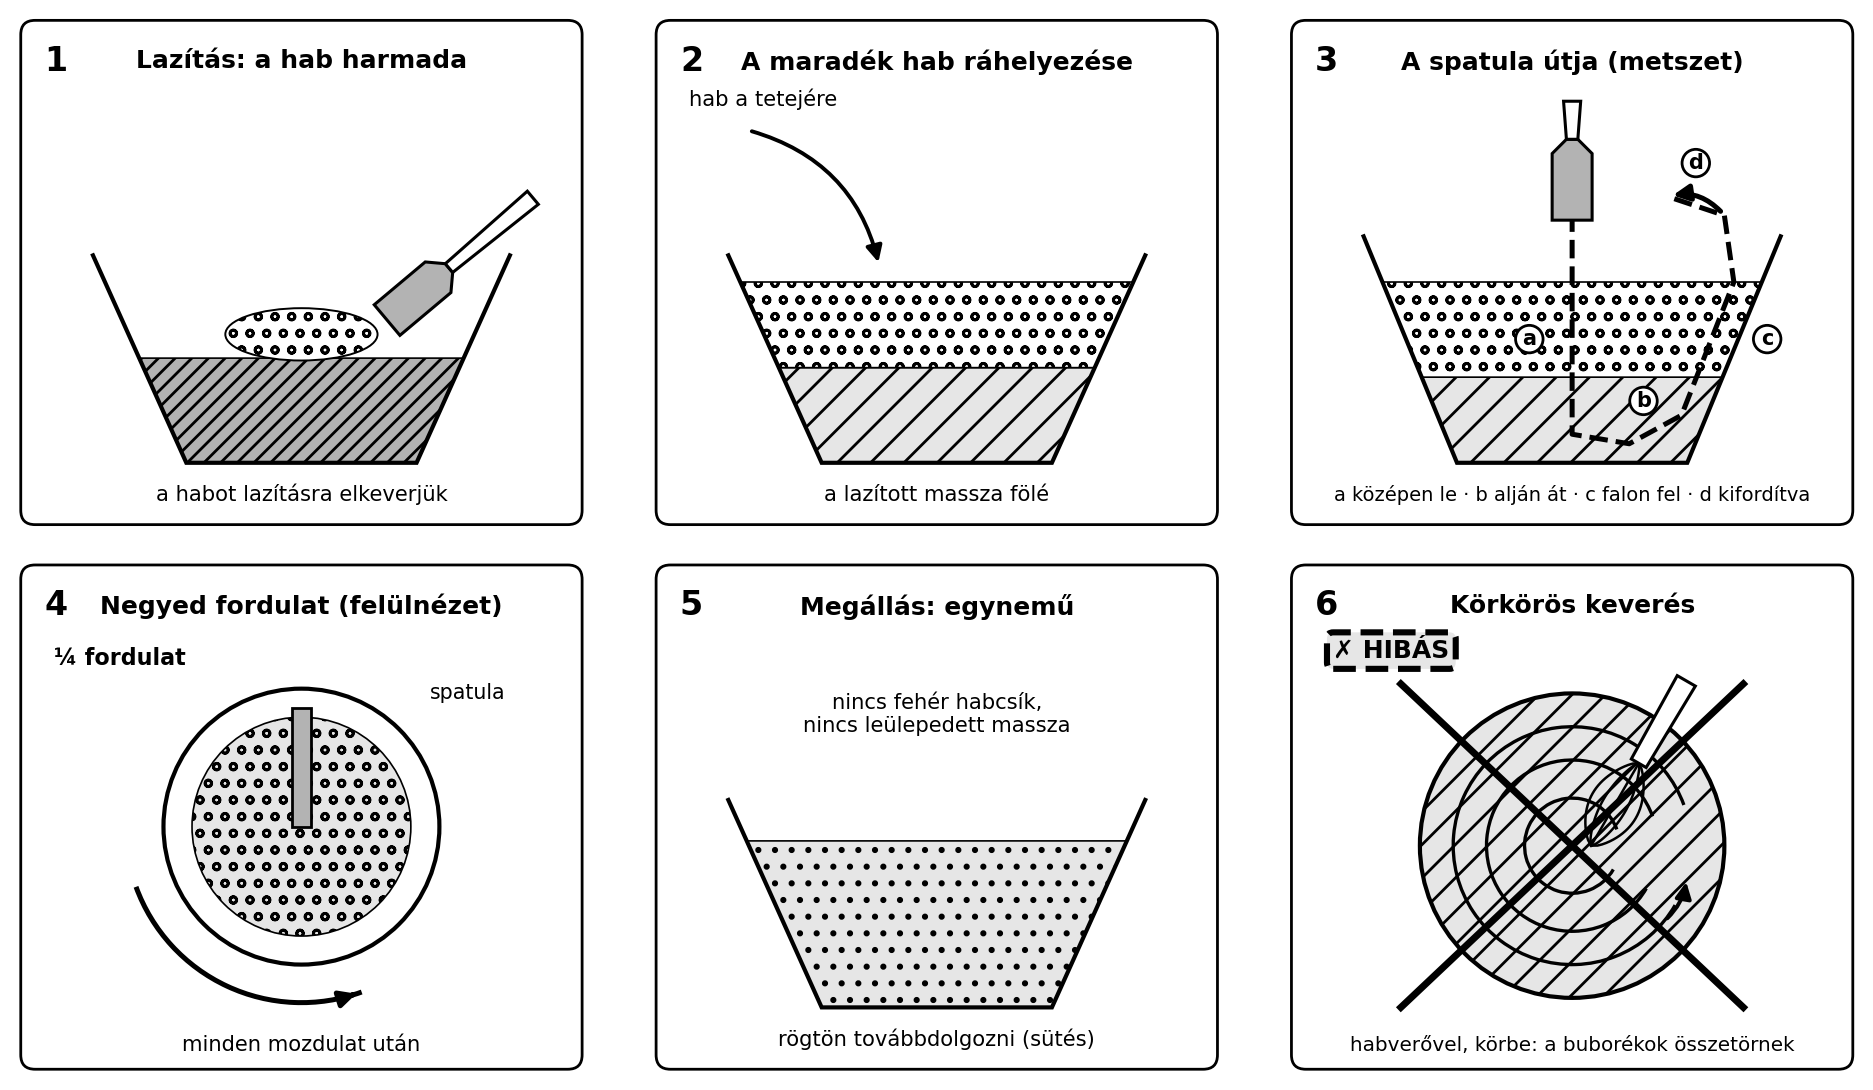 1 Lazítás: a hab harmada
a habot lazításra elkeverjük
2 A maradék hab ráhelyezése
hab a tetejére
a lazított massza fölé
3 A spatula útja (metszet)
d
a
c
b
a középen le · b alján át · c falon fel · d kifordítva
4 Negyed fordulat (felülnézet)
¼ fordulat
spatula
minden mozdulat után
5 Megállás: egynemű
nincs fehér habcsík,
nincs leülepedett massza
rögtön továbbdolgozni (sütés)
6 Körkörös keverés
✗ HIBÁS
habverővel, körbe: a buborékok összetörnek